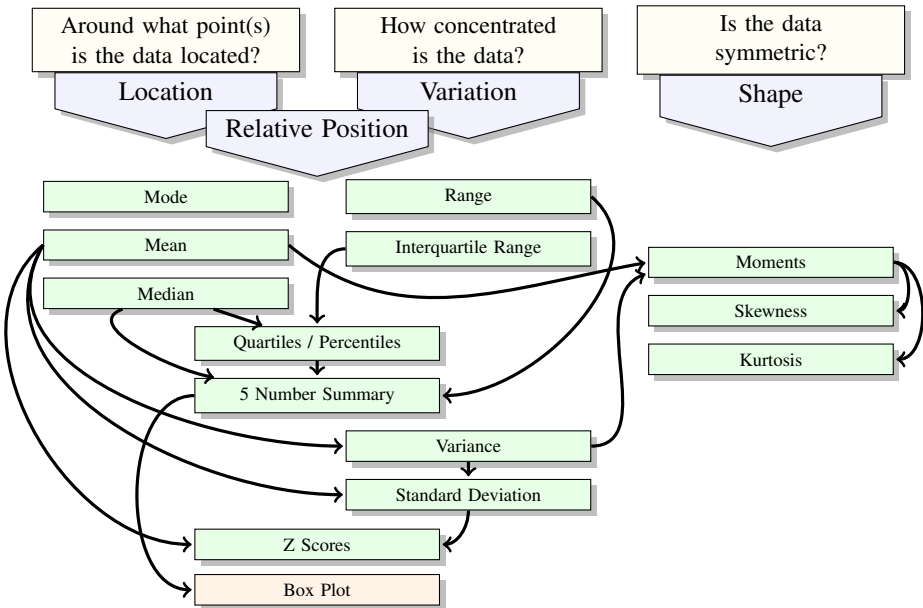 Around what point(s)
is the data located?
How concentrated
is the data?
Is the data
symmetric?
Location
Variation
Shape
Relative Position
Mode
Range
Mean
Interquartile Range
Moments
Median
Skewness
Quartiles / Percentiles
Kurtosis
5 Number Summary
Variance
Standard Deviation
Z Scores
Box Plot